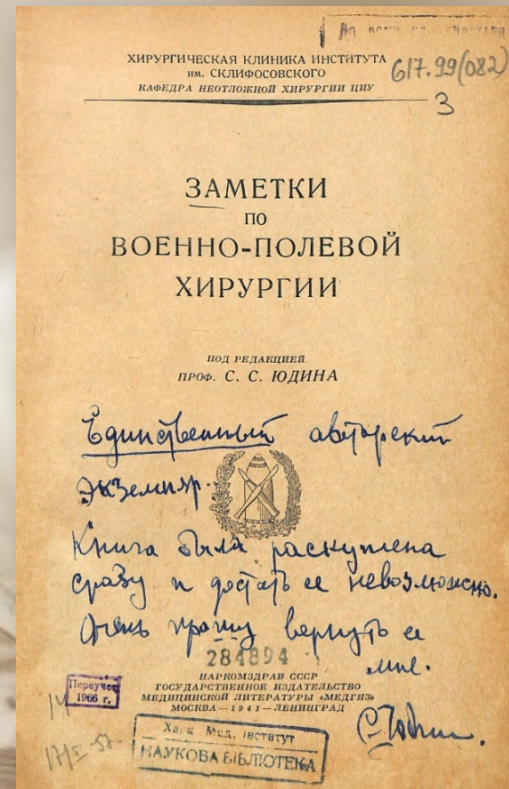 617.99(082)
3
ХИРУРГИЧЕСКАЯ КЛИНИКА ИНСТИТУТА
им. СКЛИФОСОВСКОГО
КАФЕДРА НЕОТЛОЖНОЙ ХИРУРГИИ ЦИУ
ЗАМЕТКИ
ПО
ВОЕННО-ПОЛЕВОЙ
ХИРУРГИИ
ПОД РЕДАКЦИЕЙ
ПРОФ. С. С. ЮДИНА
Единственный авторский
экземпляр.
Книга была раскуплена
сразу и достать ее невозможно.
Очень прошу вернуть ее
мне.
284894
Переучет
1966 г.
НАРКОМЗДРАВ СССР
ГОСУДАРСТВЕННОЕ ИЗДАТЕЛЬСТВО
МЕДИЦИНСКОЙ ЛИТЕРАТУРЫ «МЕДГИЗ»
МОСКВА — 1941 — ЛЕНИНГРАД
С Юдин.
Харк. Мед. Інститут
НАУКОВА БІБЛІОТЕКА